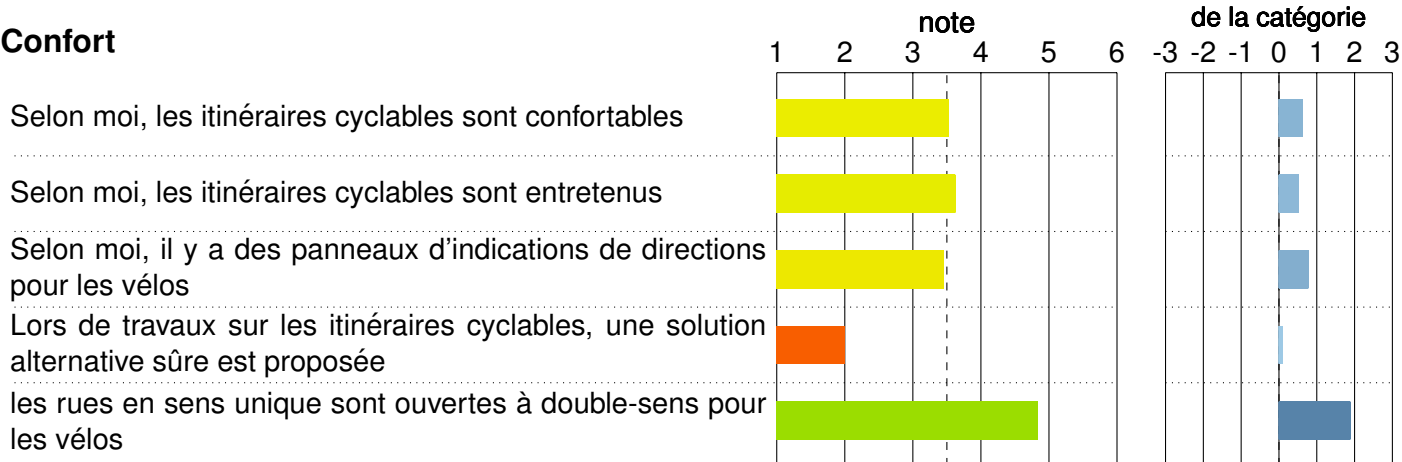 note
de la catégorie
Confort
1 2 3 4 5 6
-3 -2 -1 0 1 2 3
Selon moi, les itinéraires cyclables sont confortables
Selon moi, les itinéraires cyclables sont entretenus
Selon moi, il y a des panneaux d'indications de directions
pour les vélos
Lors de travaux sur les itinéraires cyclables, une solution
alternative sûre est proposée
les rues en sens unique sont ouvertes à double-sens pour
les vélos